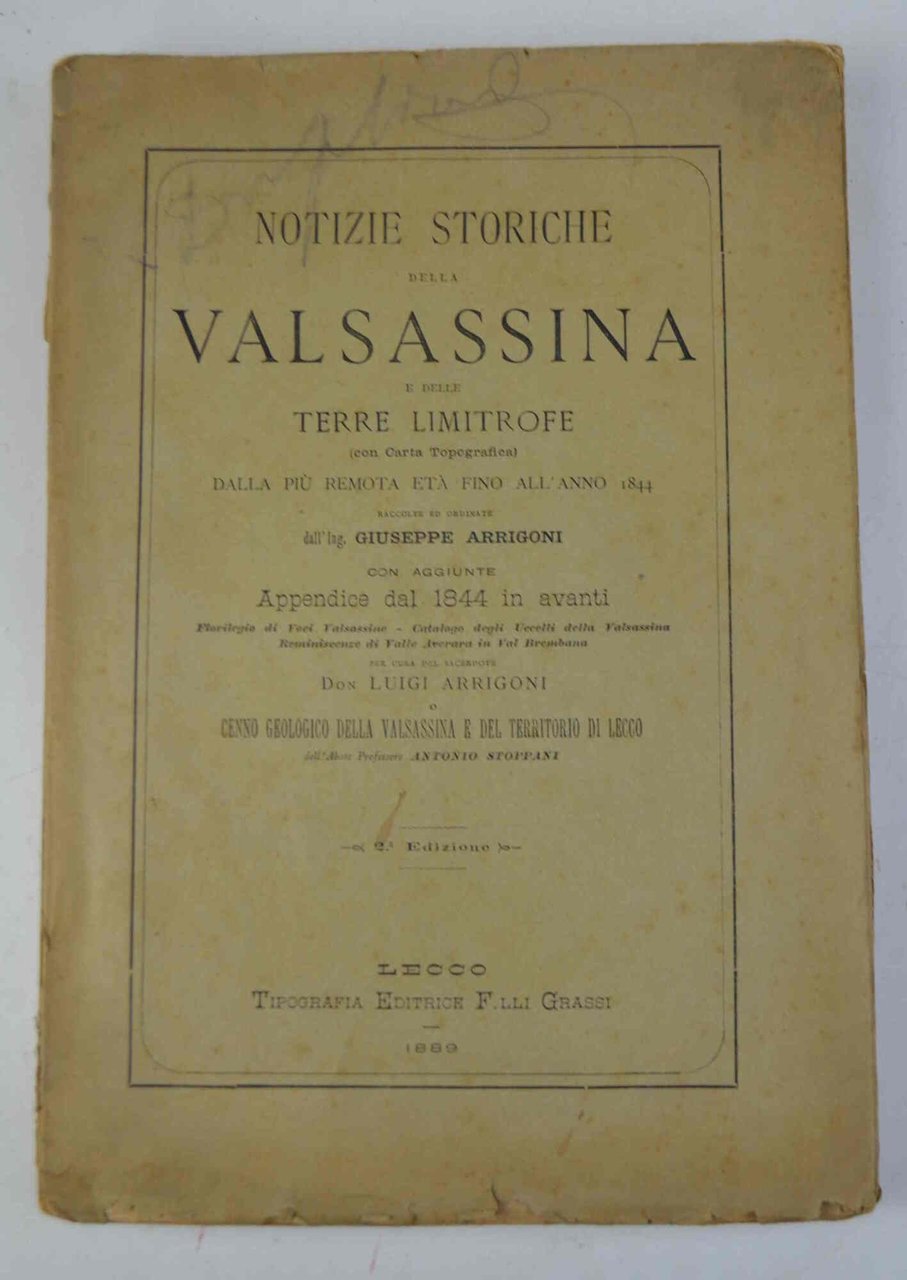 NOTIZIE STORICHE
DELLA
VALSASSINA
E DELLE
TERRE LIMITROFE
(con Carta Topografica)
DALLA PIÙ REMOTA ETÀ FINO ALL'ANNO 1844
RACCOLTE ED ORDINATE
dall'Ing. GIUSEPPE ARRIGONI
CON AGGIUNTE
Appendice dal 1844 in avanti
Florilegio di Voci Valsassine - Catalogo degli Uccelli della Valsassina
Reminiscenze di Valle Averara in Val Brembana
PER CURA DEL SACERDOTE
DON LUIGI ARRIGONI
CENNO GEOLOGICO DELLA VALSASSINA E DEL TERRITORIO DI LECCO
dell'Abate Professore ANTONIO STOPPANI
2.ª Edizione
LECCO
TIPOGRAFIA EDITRICE F.LLI GRASSI
1889